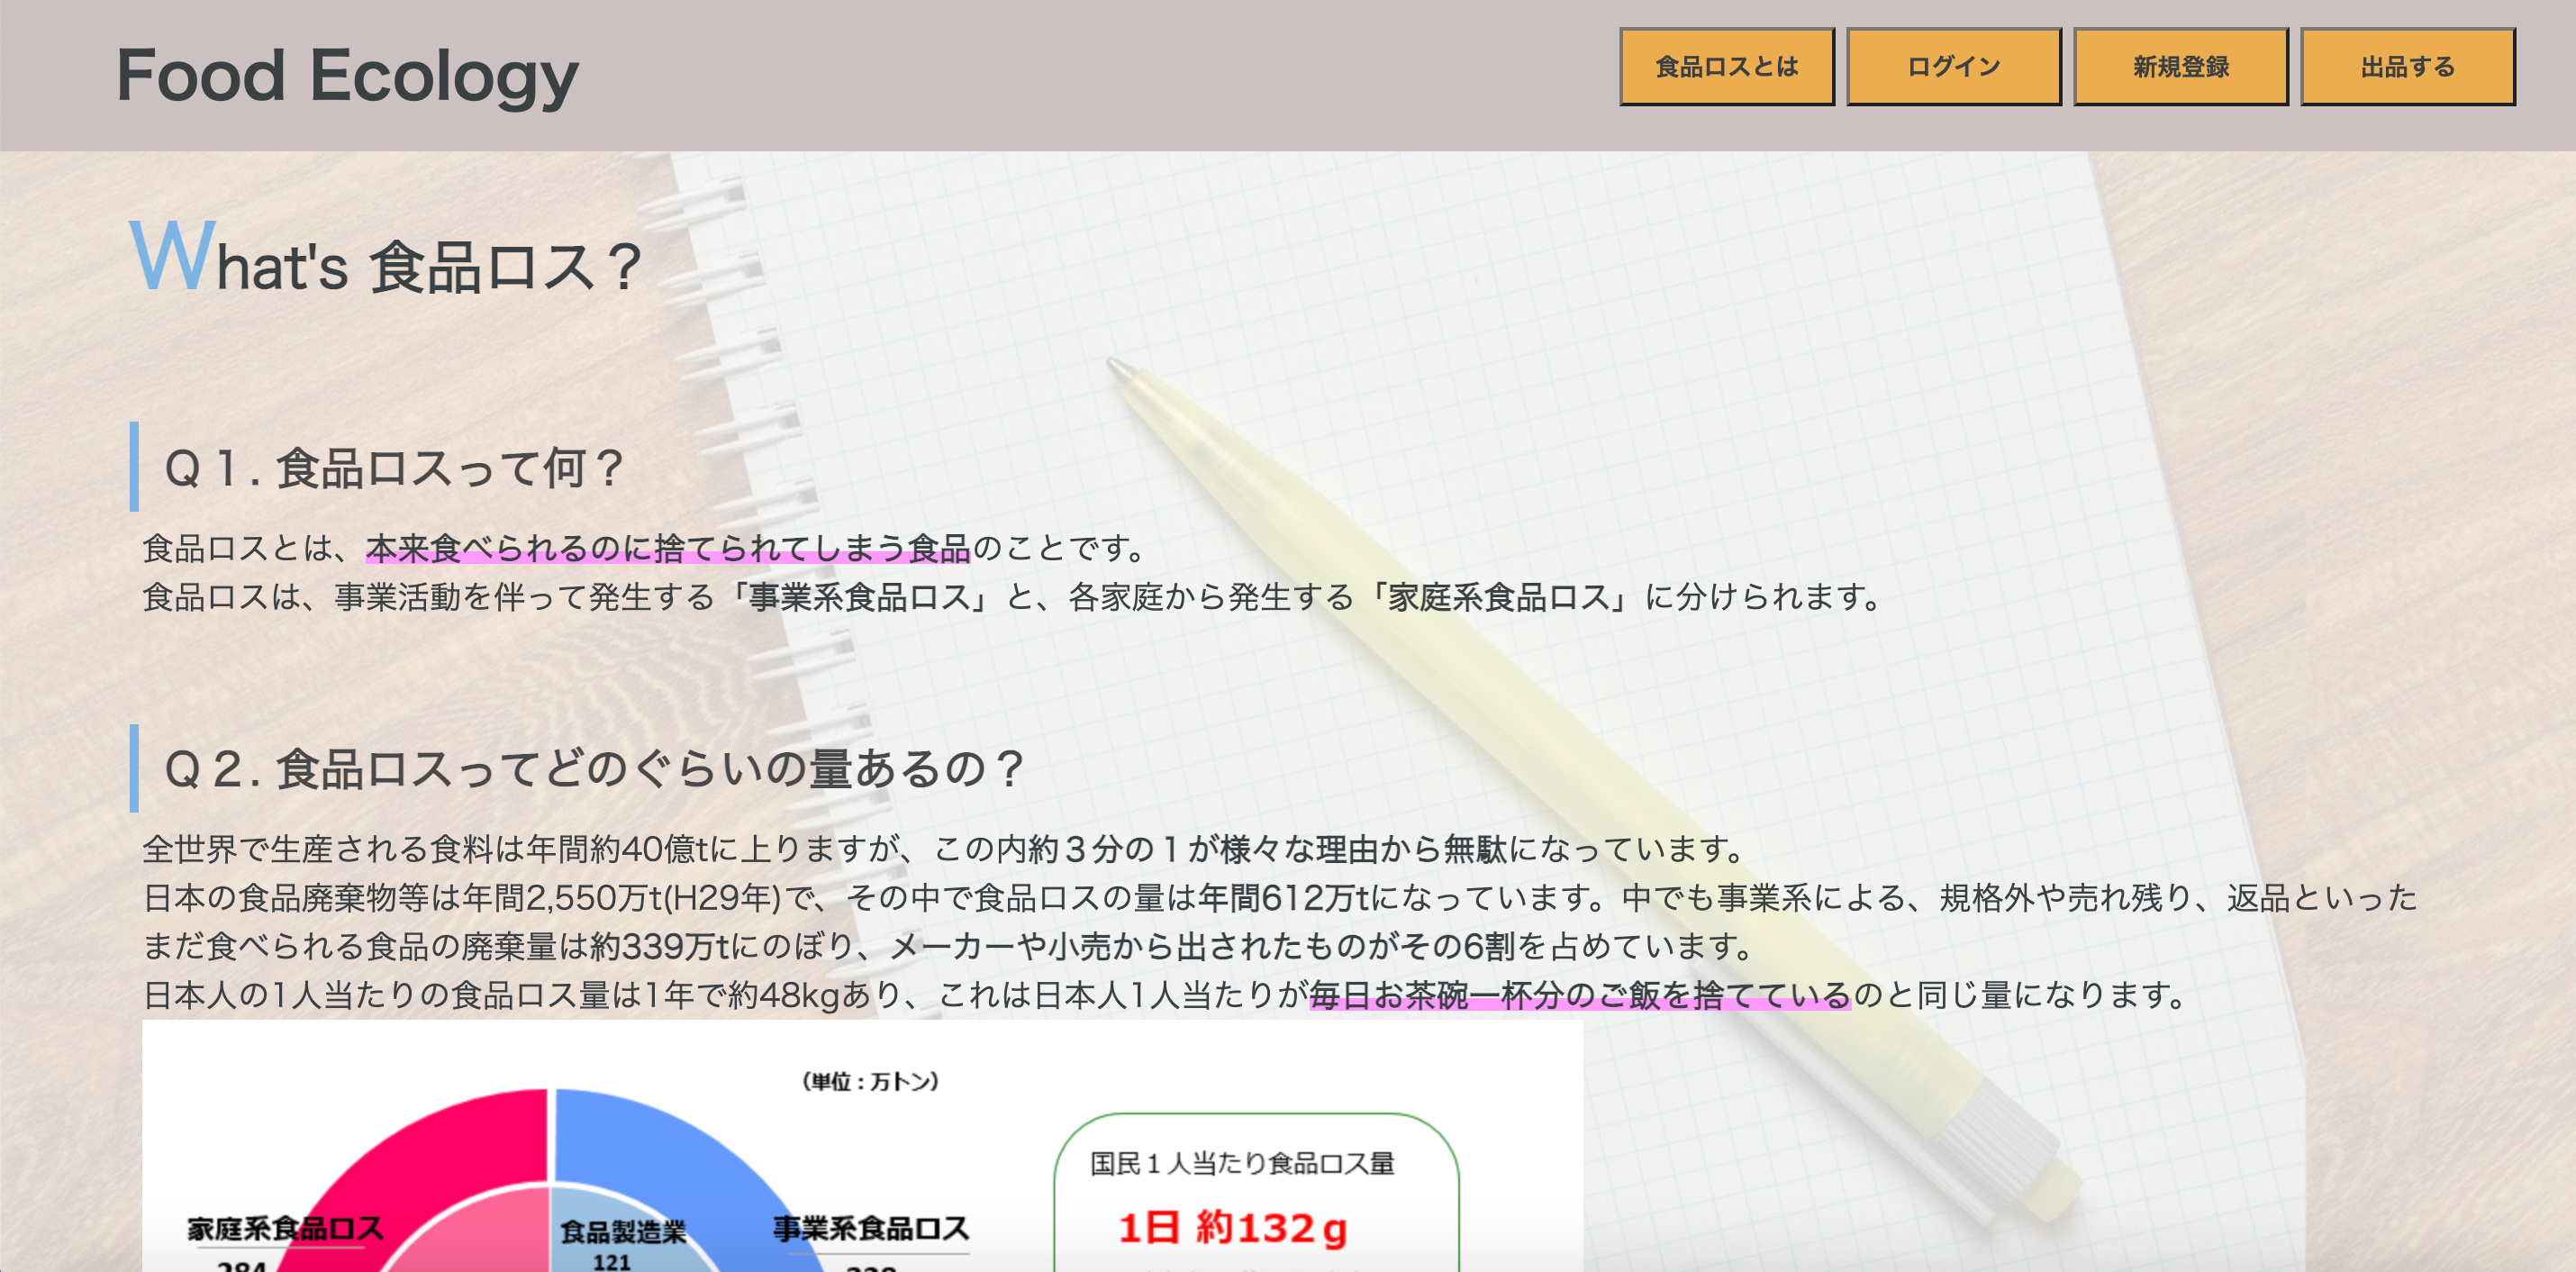 Food Ecology
食品ロスとは
ログイン
新規登録
出品する
What's 食品ロス？
Q１. 食品ロスって何？
食品ロスとは、本来食べられるのに捨てられてしまう食品のことです。
食品ロスは、事業活動を伴って発生する「事業系食品ロス」と、各家庭から発生する「家庭系食品ロス」に分けられます。
Q２. 食品ロスってどのぐらいの量あるの？
全世界で生産される食料は年間約40億tに上りますが、この内約３分の１が様々な理由から無駄になっています。
日本の食品廃棄物等は年間2,550万t(H29年)で、その中で食品ロスの量は年間612万tになっています。中でも事業系による、規格外や売れ残り、返品といった
まだ食べられる食品の廃棄量は約339万tにのぼり、メーカーや小売から出されたものがその6割を占めています。
日本人の1人当たりの食品ロス量は1年で約48kgあり、これは日本人1人当たりが毎日お茶碗一杯分のご飯を捨てているのと同じ量になります。
（単位：万トン）
国民１人当たり食品ロス量
1日 約132g
家庭系食品ロス
284
食品製造業
121
事業系食品ロス